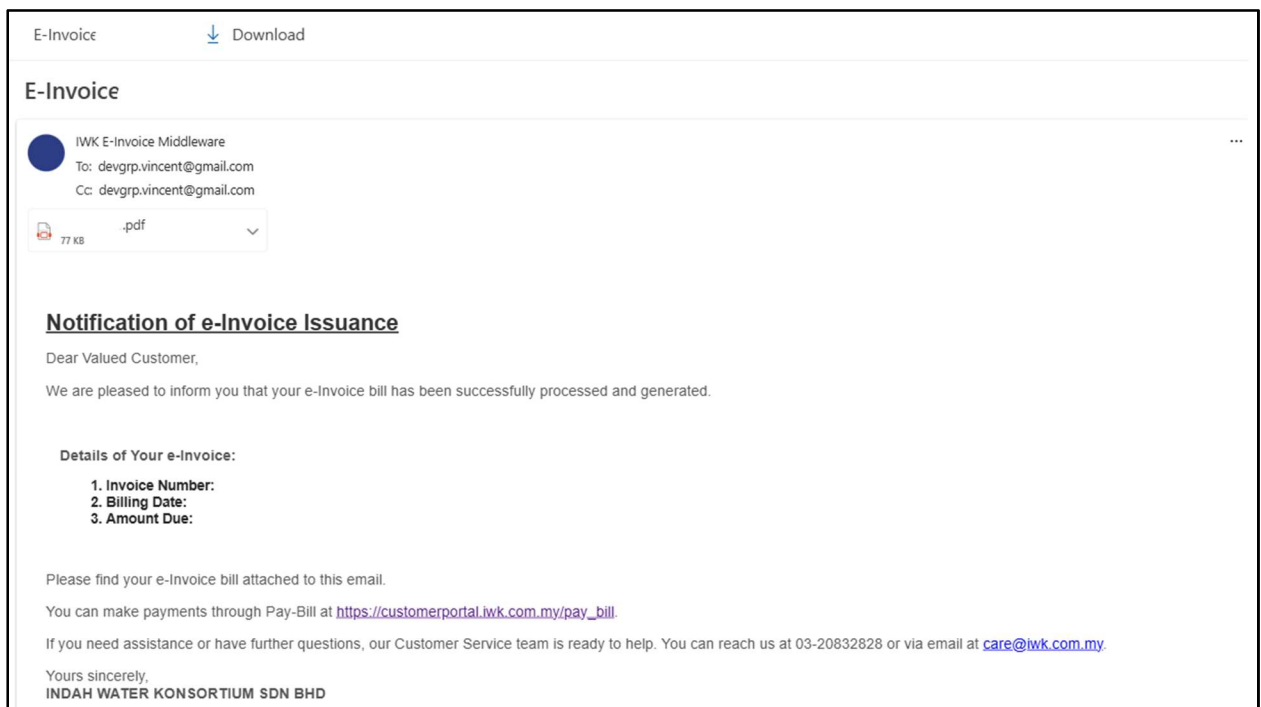 E-Invoice Download
E-Invoice
IWK E-Invoice Middleware
To: devgrp.vincent@gmail.com
Cc: devgrp.vincent@gmail.com
.pdf
77 KB
Notification of e-Invoice Issuance
Dear Valued Customer,
We are pleased to inform you that your e-Invoice bill has been successfully processed and generated.
Details of Your e-Invoice:
1. Invoice Number:
2. Billing Date:
3. Amount Due:
Please find your e-Invoice bill attached to this email.
You can make payments through Pay-Bill at https://customerportal.iwk.com.my/pay_bill.
If you need assistance or have further questions, our Customer Service team is ready to help. You can reach us at 03-20832828 or via email at care@iwk.com.my.
Yours sincerely,
INDAH WATER KONSORTIUM SDN BHD